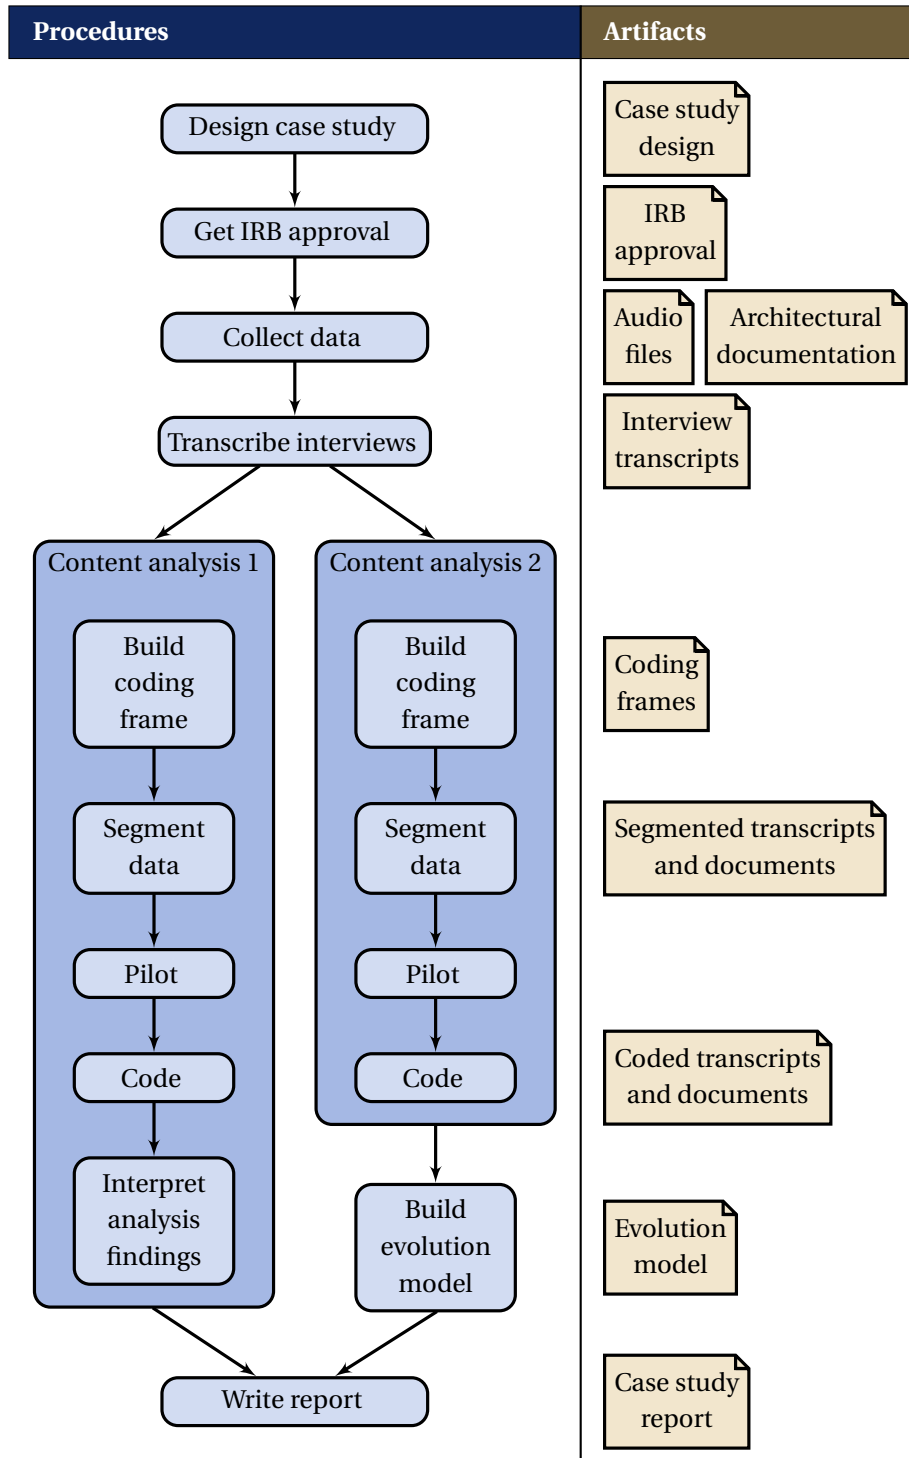 Procedures
Artifacts
Design case study
Case study
design
Get IRB approval
IRB
approval
Collect data
Audio
files
Architectural
documentation
Transcribe interviews
Interview
transcripts
Content analysis 1
Build
coding
frame
Segment
data
Pilot
Code
Interpret
analysis
findings
Content analysis 2
Build
coding
frame
Segment
data
Pilot
Code
Build
evolution
model
Coding
frames
Segmented transcripts
and documents
Coded transcripts
and documents
Evolution
model
Write report
Case study
report